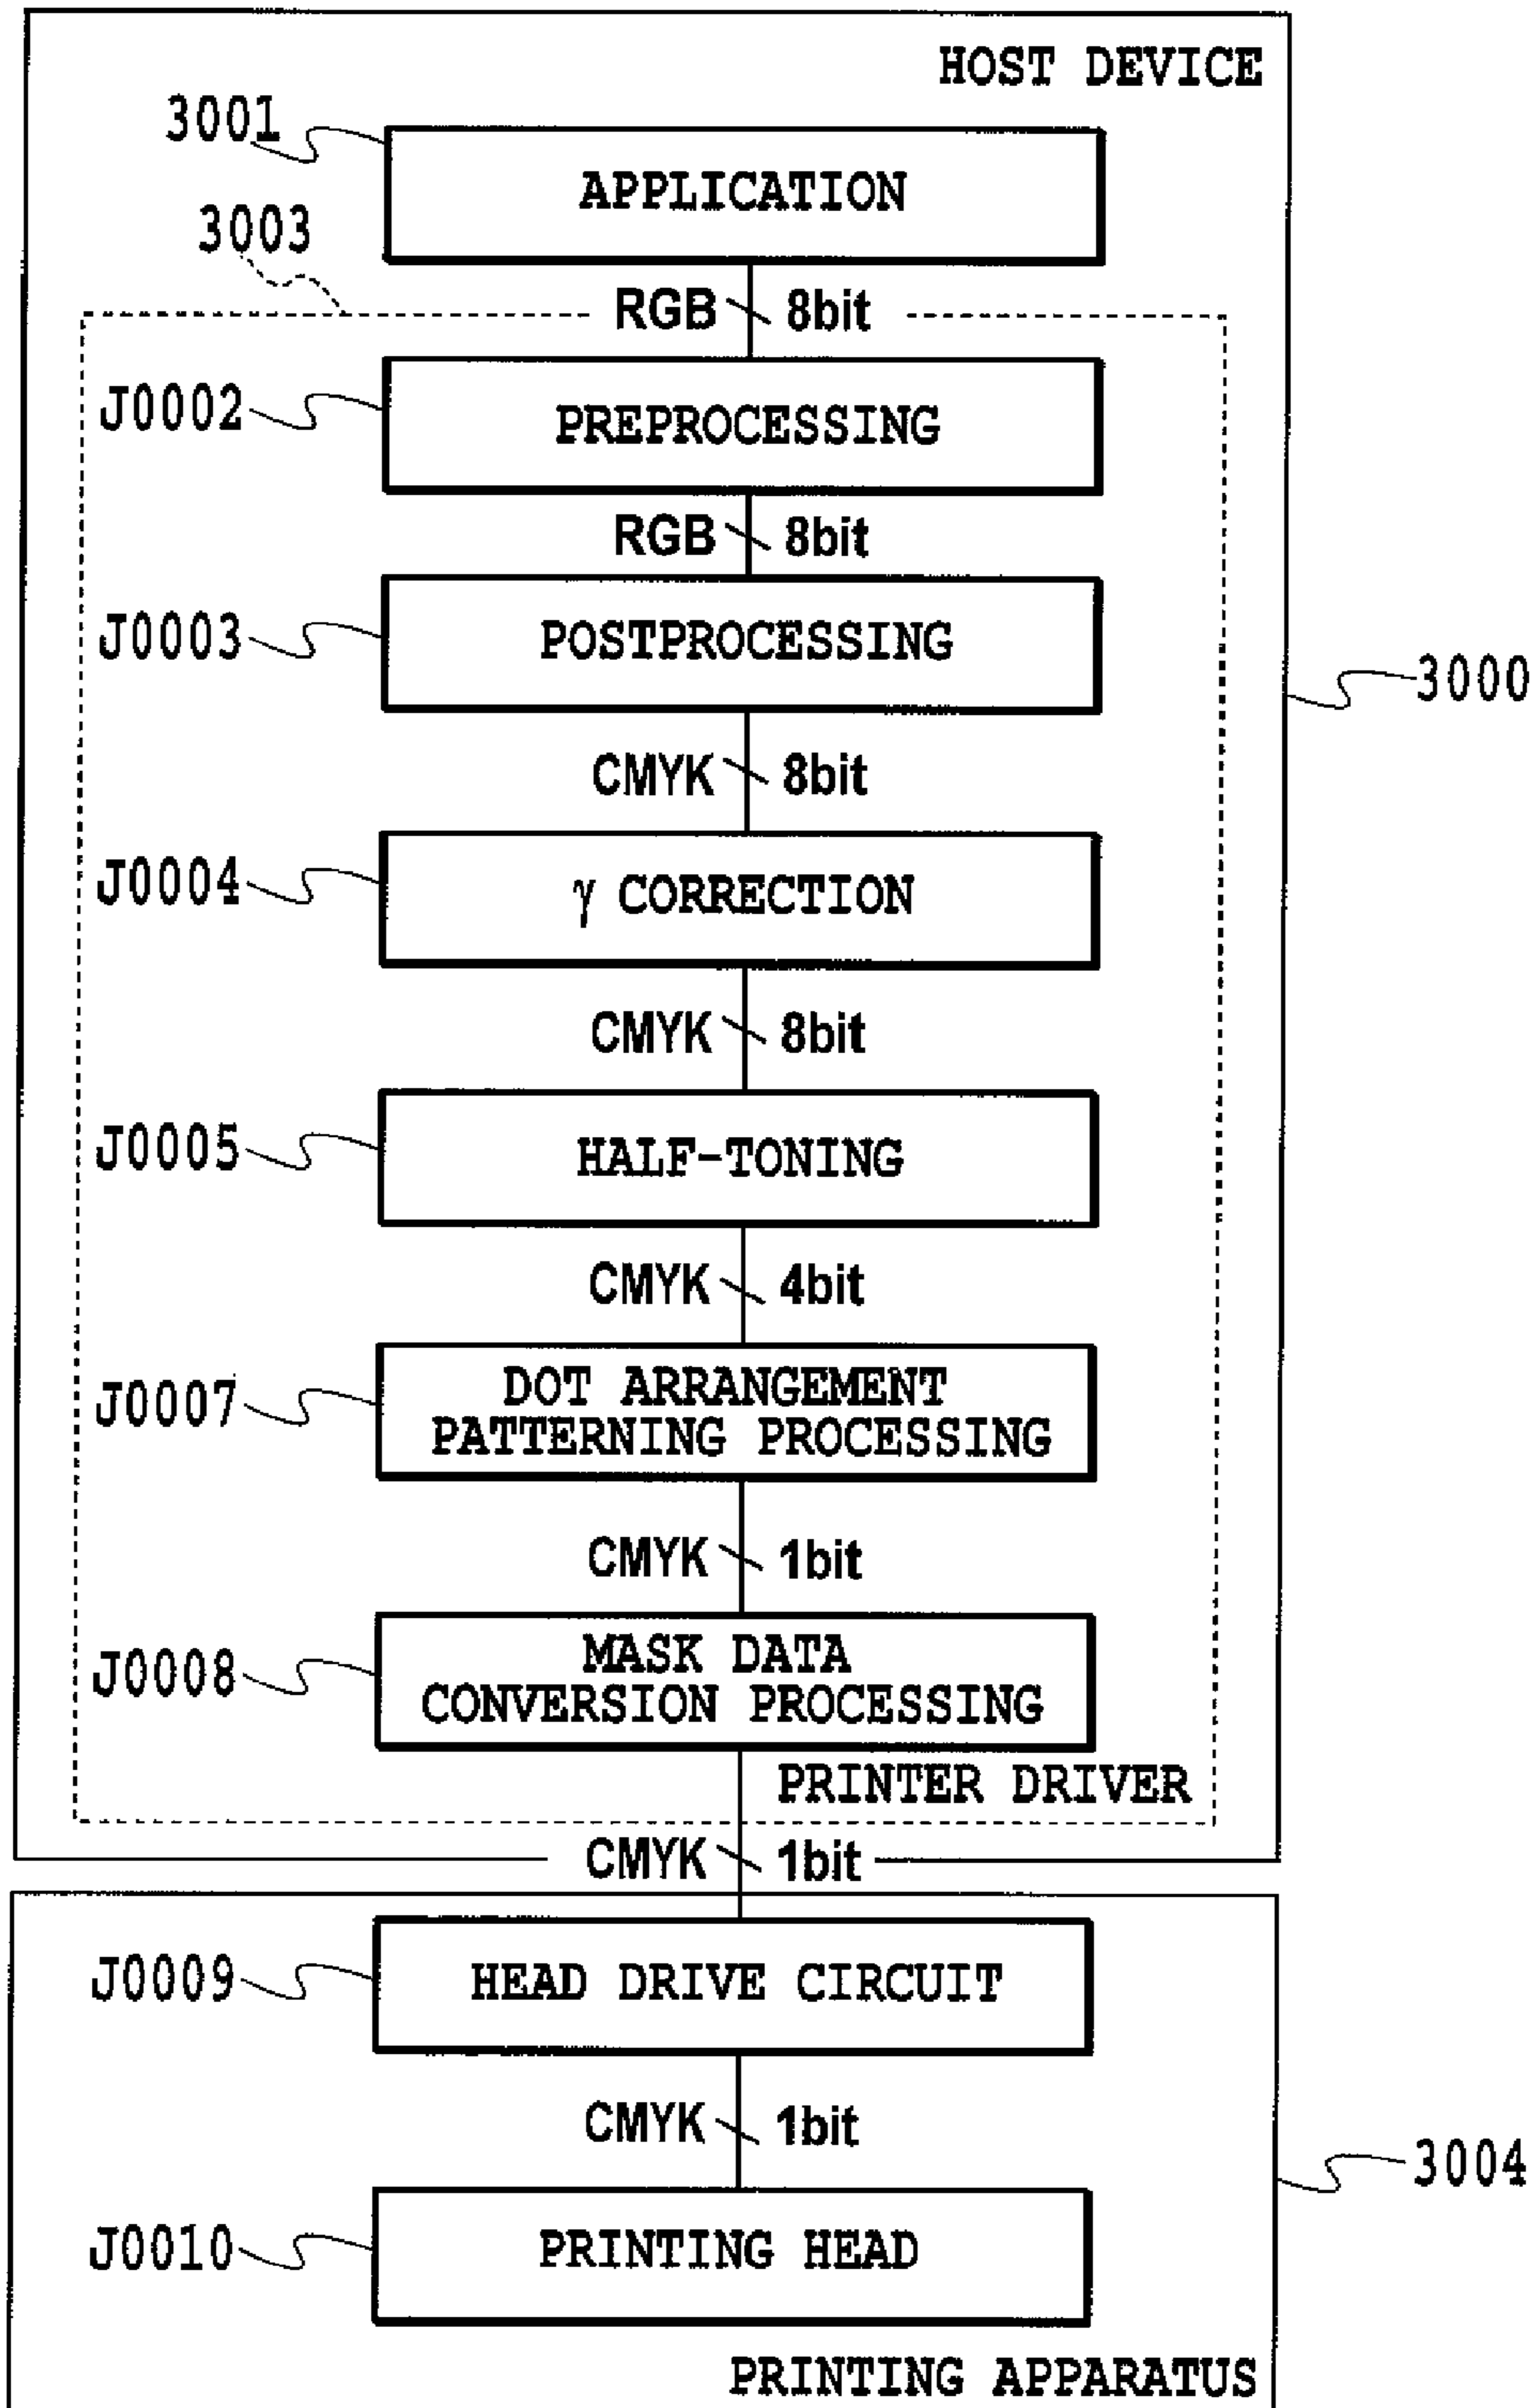 HOST DEVICE
3001
APPLICATION
3003
RGB 8bit
J0002
PREPROCESSING
RGB 8bit
J0003
POSTPROCESSING
3000
CMYK 8bit
J0004
γ CORRECTION
CMYK 8bit
J0005
HALF-TONING
CMYK 4bit
J0007
DOT ARRANGEMENT
PATTERNING PROCESSING
CMYK 1bit
J0008
MASK DATA
CONVERSION PROCESSING
PRINTER DRIVER
CMYK 1bit
J0009
HEAD DRIVE CIRCUIT
CMYK 1bit
3004
J0010
PRINTING HEAD
PRINTING APPARATUS